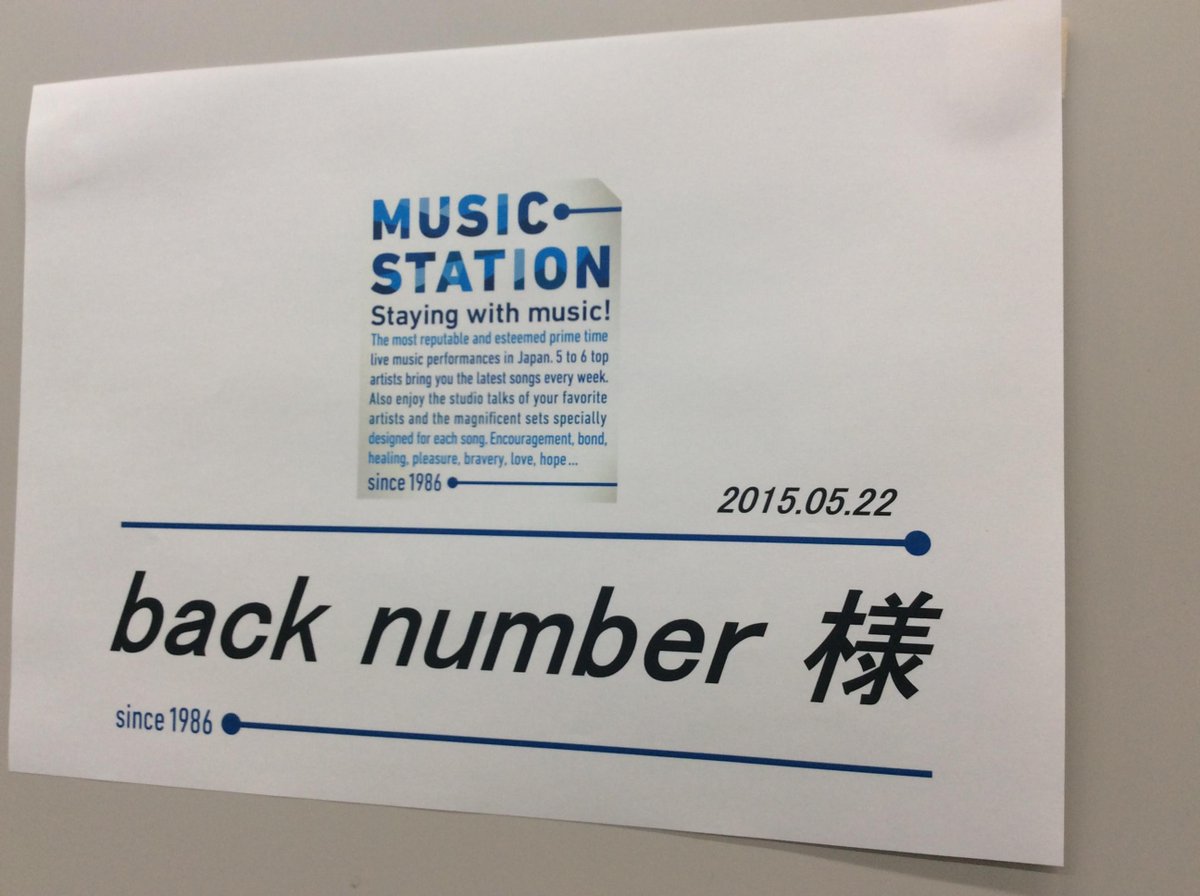 MUSIC
STATION
Staying with music!
The most reputable and esteemed prime time
live music performances in Japan. 5 to 6 top
artists bring you the latest songs every week.
Also enjoy the studio talks of your favorite
artists and the magnificent sets specially
designed for each song. Encouragement, bond,
healing, pleasure, bravery, love, hope...
since 1986
2015.05.22
back number 様
since 1986